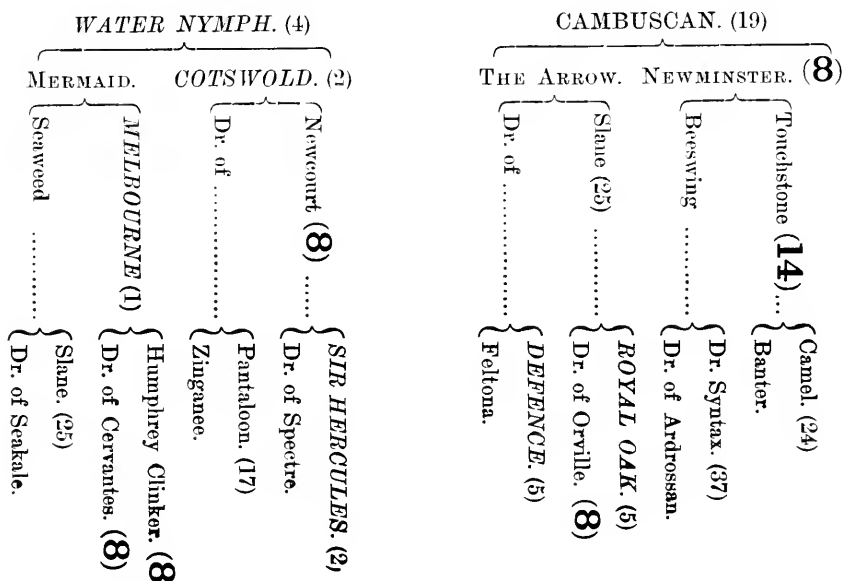 WATER NYMPH. (4)
MERMAID.
COTSWOLD. (2)
Newcourt (8) ......
Dr. of ............
MELBOURNE (1)
Seaweed ............
SIR HERCULES. (2,
Dr. of Spectre.
Pantaloon. (17)
Zinganee.
Humphrey Clinker. (8
Dr. of Cervantes. (8)
Slane. (25)
Dr. of Seakale.
CAMBUSCAN. (19)
THE ARROW.
NEWMINSTER. (8)
Touchstone (14) ...
Beeswing ............
Slane (25) ............
Dr. of ............
Camel. (24)
Banter.
Dr. Syntax. (37)
Dr. of Ardrossan.
ROYAL OAK. (5)
Dr. of Orville. (8)
DEFENCE. (5)
Feltona.